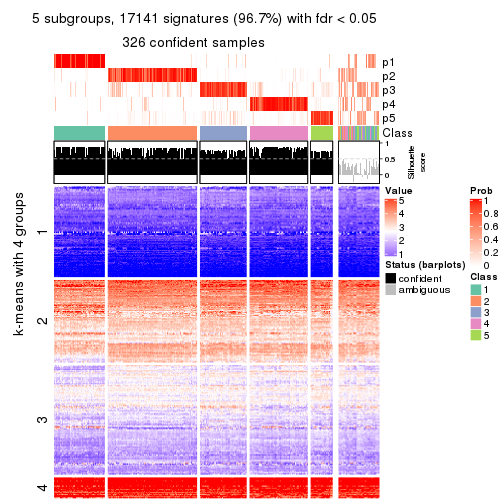 5 subgroups, 17141 signatures (96.7%) with fdr < 0.05
326 confident samples
p1
p2
p3
p4
p5
Class
1
0.5
0
Silhouette
score
k-means with 4 groups
1
2
3
4
Value
5
4
3
2
1
Status (barplots)
confident
ambiguous
Prob
1
0.8
0.6
0.4
0.2
0
Class
1
2
3
4
5